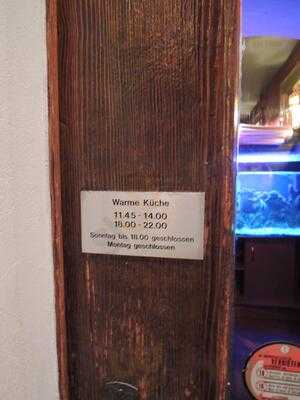 Warme Küche
11.45 - 14.00
18.00 - 22.00
Sonntag bis 18.00 geschlossen
Montag geschlossen